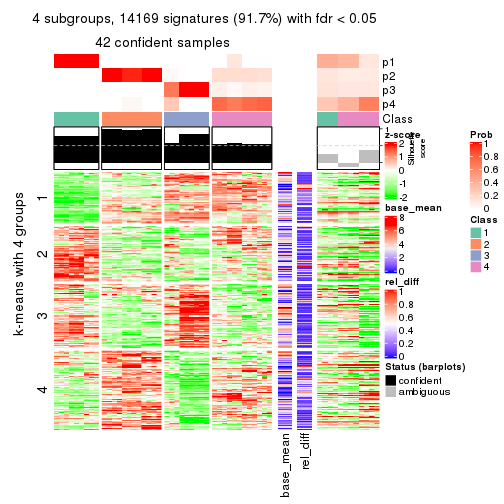 4 subgroups, 14169 signatures (91.7%) with fdr < 0.05
42 confident samples
p1
p2
p3
p4
Class
1
Silhouette
score
k-means with 4 groups
1
2
3
4
base_mean
rel_diff
z-score
2
1
0
-1
-2
base_mean
8
6
4
2
0
rel_diff
1
0.8
0.6
0.4
0.2
0
Status (barplots)
confident
ambiguous
Prob
1
0.8
0.6
0.4
0.2
0
Class
1
2
3
4